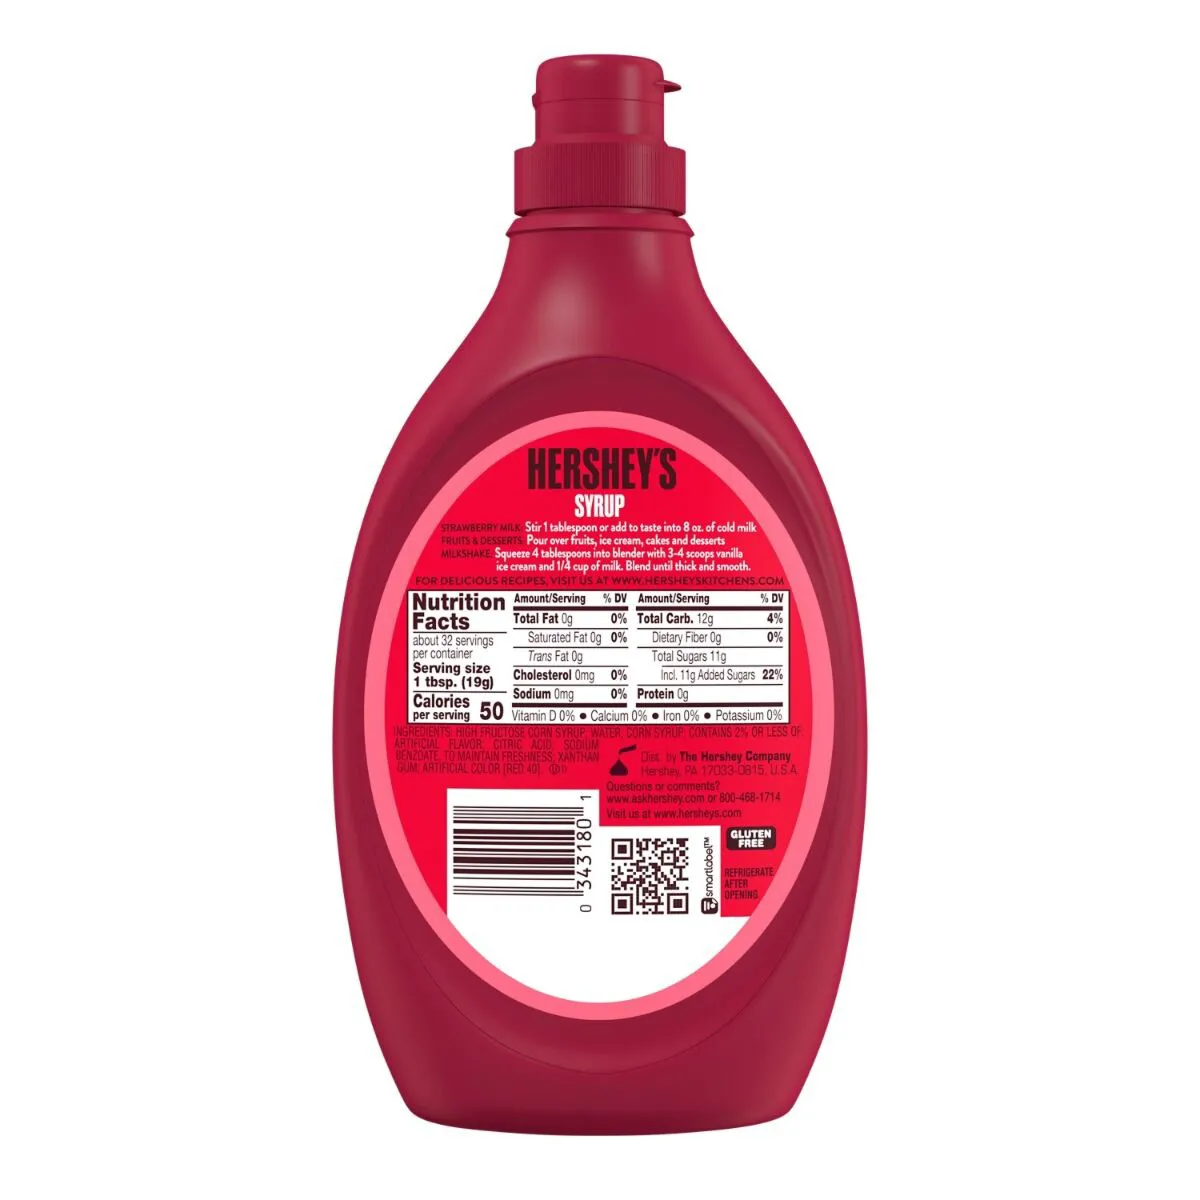 HERSHEY'S
SYRUP
STRAWBERRY MILK: Stir 1 tablespoon or add to taste into 8 oz. of cold milk
FRUITS & DESSERTS: Pour over fruits, ice cream, cakes and desserts
MILKSHAKE: Squeeze 4 tablespoons into blender with 3-4 scoops vanilla
ice cream and 1/4 cup of milk. Blend until thick and smooth.
FOR DELICIOUS RECIPES, VISIT US AT WWW.HERSHEYSKITCHENS.COM
Nutrition
Facts
about 32 servings
per container
Serving size
1 tbsp. (19g)
Calories
per serving 50
Amount/Serving % DV
Total Fat 0g 0%
Saturated Fat 0g 0%
Trans Fat 0g
Cholesterol 0mg 0%
Sodium 0mg 0%
Amount/Serving % DV
Total Carb. 12g 4%
Dietary Fiber 0g 0%
Total Sugars 11g
Incl. 11g Added Sugars 22%
Protein 0g
Vitamin D 0% ● Calcium 0% ● Iron 0% ● Potassium 0%
INGREDIENTS: HIGH FRUCTOSE CORN SYRUP; WATER; CORN SYRUP; CONTAINS 2% OR LESS OF:
ARTIFICIAL FLAVOR; CITRIC ACID; SODIUM
BENZOATE, TO MAINTAIN FRESHNESS; XANTHAN
GUM; ARTIFICIAL COLOR (RED 40).
Dist. by The Hershey Company
Hershey, PA 17033-0815, U.S.A.
Questions or comments?
www.askhershey.com or 800-468-1714
Visit us at www.hersheys.com
0 343180 1
smartlabel™
GLUTEN
FREE
REFRIGERATE
AFTER
OPENING